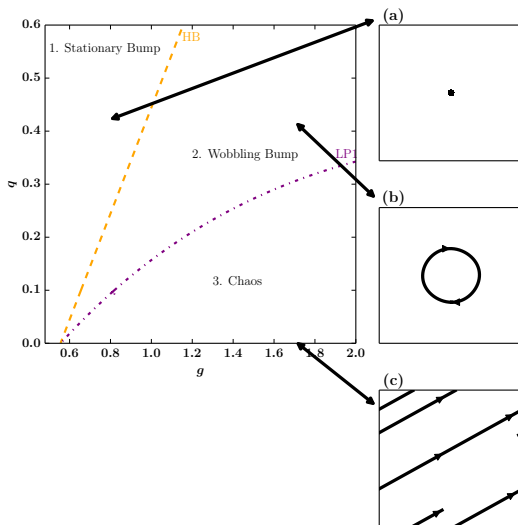 (a)
0.6
HB
1. Stationary Bump
0.5
0.4
2. Wobbling Bump
LP1
0.3
q
(b)
0.2
3. Chaos
0.1
0.0
0.6 0.8 1.0 1.2 1.4 1.6 1.8 2.0
g
(c)